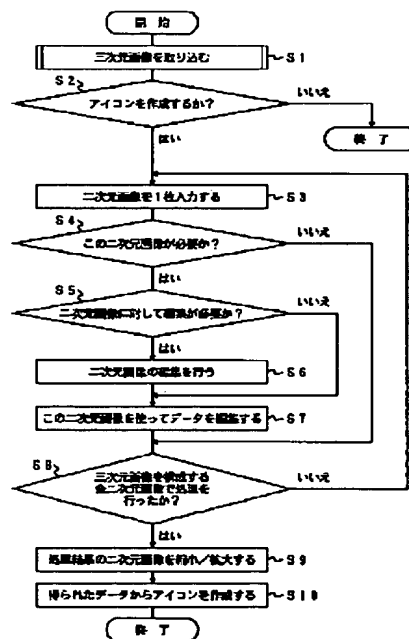 開 始
三次元画像を取り込む
S1
S2
アイコンを作成するか?
いいえ
はい
終 了
二次元画像を1枚入力する
S3
S4
この二次元画像が必要か?
いいえ
はい
S5
二次元画像に対して編集が必要か?
いいえ
はい
二次元画像の編集を行う
S6
この二次元画像を使ってデータを編集する
S7
S8
三次元画像を構成する
全二次元画像で処理を
行ったか?
いいえ
はい
処理結果の二次元画像を縮小/拡大する
S9
得られたデータからアイコンを作成する
S10
終 了